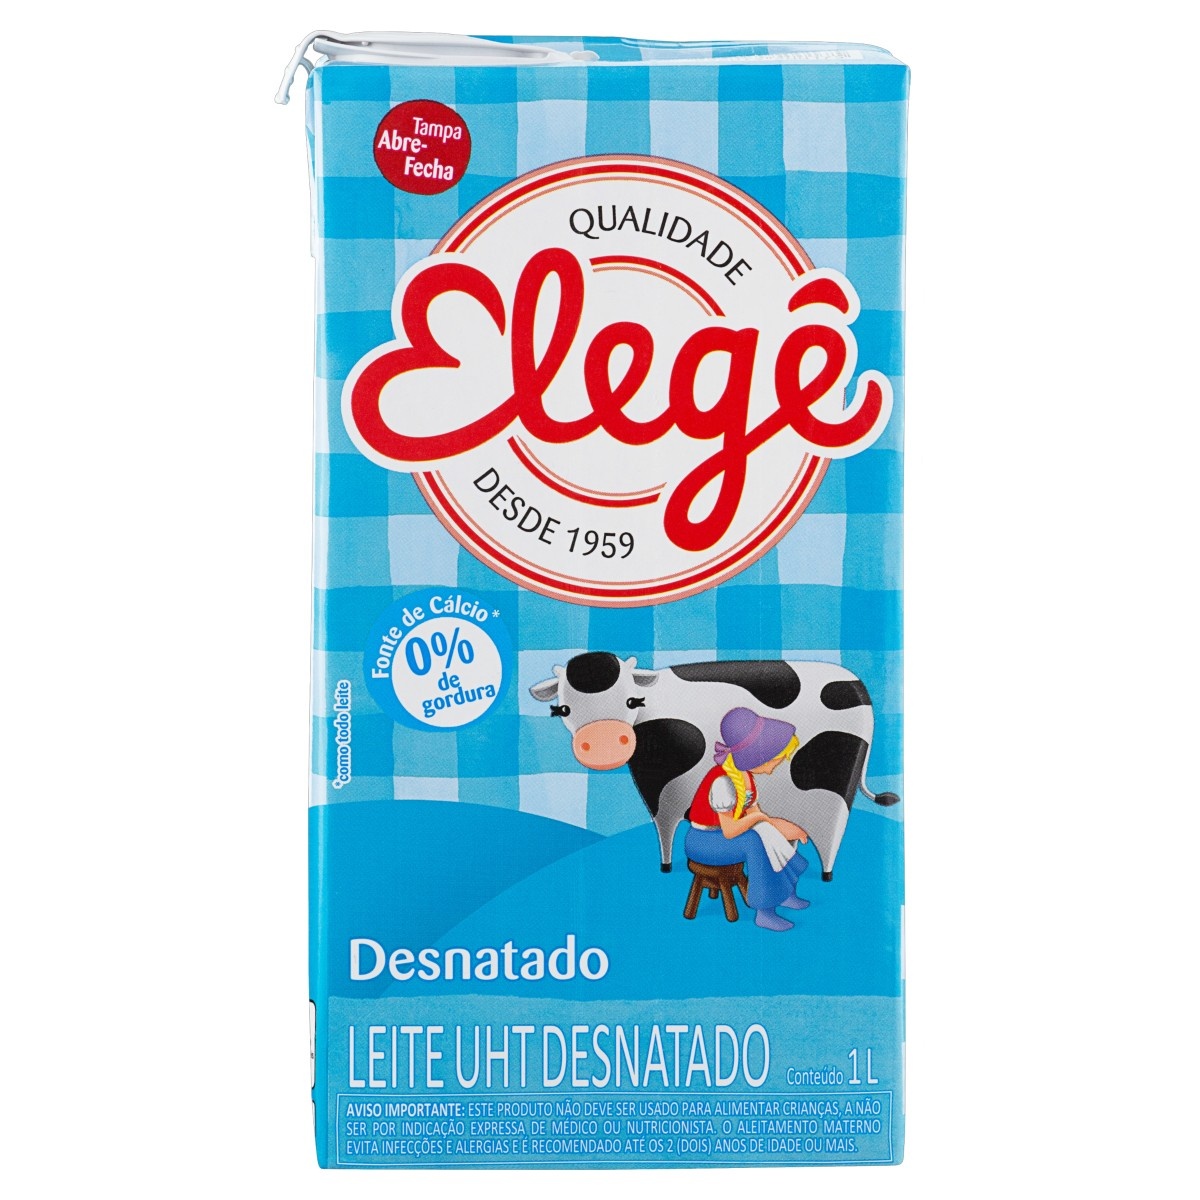 Tampa
Abre-
Fecha
QUALIDADE
Elegê
DESDE 1959
Fonte de Cálcio*
0%
de
gordura
*como todo leite
Desnatado
LEITE UHT DESNATADO
Conteúdo 1 L
AVISO IMPORTANTE: ESTE PRODUTO NÃO DEVE SER USADO PARA ALIMENTAR CRIANÇAS, A NÃO
SER POR INDICAÇÃO EXPRESSA DE MÉDICO OU NUTRICIONISTA. O ALEITAMENTO MATERNO
EVITA INFECÇÕES E ALERGIAS E É RECOMENDADO ATÉ OS 2 (DOIS) ANOS DE IDADE OU MAIS.